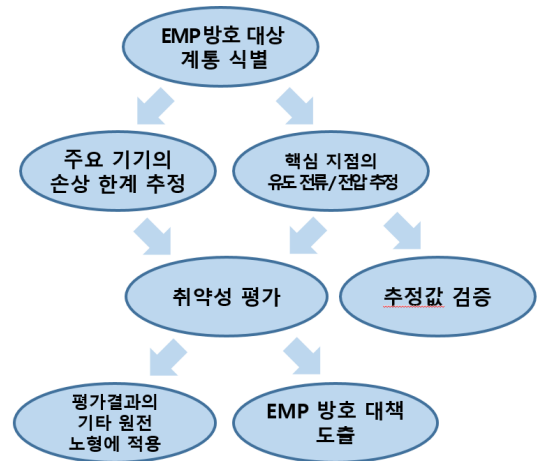 EMP방호 대상
계통 식별
주요 기기의
손상 한계 추정
핵심 지점의
유도 전류/전압 추정
취약성 평가
추정값 검증
평가결과의
기타 원전
노형에 적용
EMP 방호 대책
도출